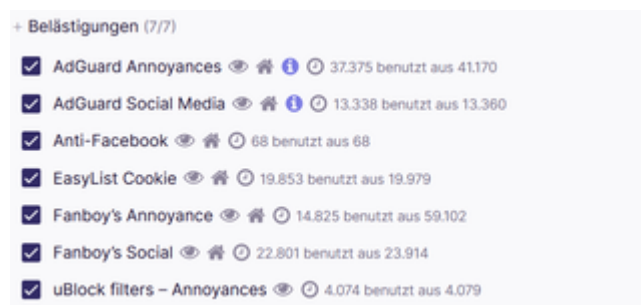 + Belästigungen (7/7)
AdGuard Annoyances 37.375 benutzt aus 41.170
AdGuard Social Media 13.338 benutzt aus 13.360
Anti-Facebook 68 benutzt aus 68
EasyList Cookie 19.853 benutzt aus 19.979
Fanboy's Annoyance 14.825 benutzt aus 59.102
Fanboy's Social 22.801 benutzt aus 23.914
uBlock filters – Annoyances 4.074 benutzt aus 4.079